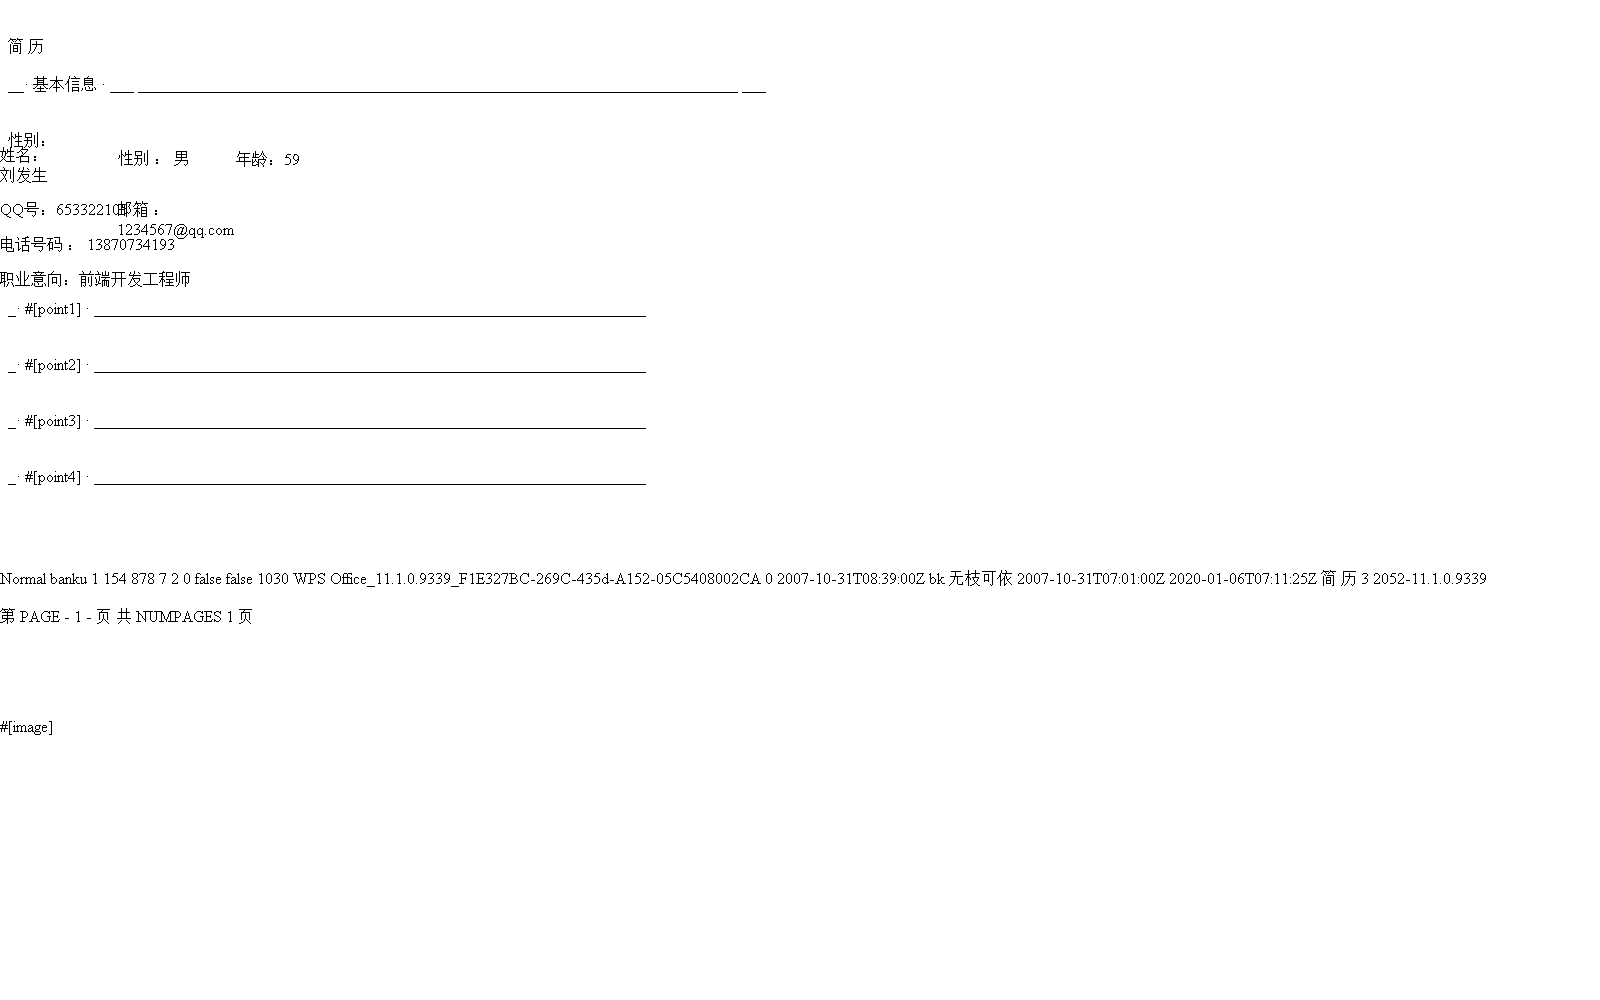 简 历
__· 基本信息 · ___ ___________________________________________________________________________ ___
性别：
姓名：
刘发生
性别 ： 男
年龄：59
QQ号：65332210
邮箱 ：
1234567@qq.com
电话号码 ： 13870734193
职业意向：前端开发工程师
_· #[point1] · _____________________________________________________________________
_· #[point2] · _____________________________________________________________________
_· #[point3] · _____________________________________________________________________
_· #[point4] · _____________________________________________________________________
Normal banku 1 154 878 7 2 0 false false 1030 WPS Office_11.1.0.9339_F1E327BC-269C-435d-A152-05C5408002CA 0 2007-10-31T08:39:00Z bk 无枝可依 2007-10-31T07:01:00Z 2020-01-06T07:11:25Z 简 历 3 2052-11.1.0.9339
第 PAGE - 1 - 页 共 NUMPAGES 1 页
#[image]